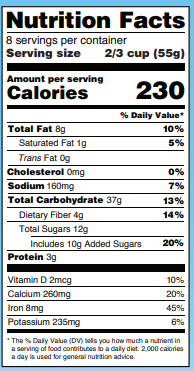 Nutrition Facts
8 servings per container
Serving size 2/3 cup (55g)
Amount per serving
Calories 230
% Daily Value*
Total Fat 8g 10%
Saturated Fat 1g 5%
Trans Fat 0g
Cholesterol 0mg 0%
Sodium 160mg 7%
Total Carbohydrate 37g 13%
Dietary Fiber 4g 14%
Total Sugars 12g
Includes 10g Added Sugars 20%
Protein 3g
Vitamin D 2mcg 10%
Calcium 260mg 20%
Iron 8mg 45%
Potassium 235mg 6%
* The % Daily Value (DV) tells you how much a nutrient in
a serving of food contributes to a daily diet. 2,000 calories
a day is used for general nutrition advice.